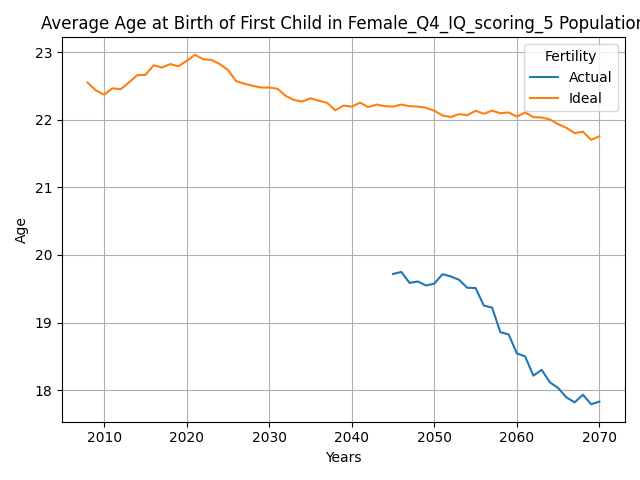 Average Age at Birth of First Child in Female_Q4_IQ_scoring_5 Population
Fertility
Actual
Ideal
23
22
21
20
19
18
Age
2010 2020 2030 2040 2050 2060 2070
Years